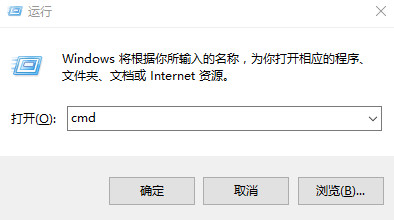 运行
Windows 将根据你所输入的名称，为你打开相应的程序、
文件夹、文档或 Internet 资源。
打开(O): cmd
确定 取消 浏览(B)...